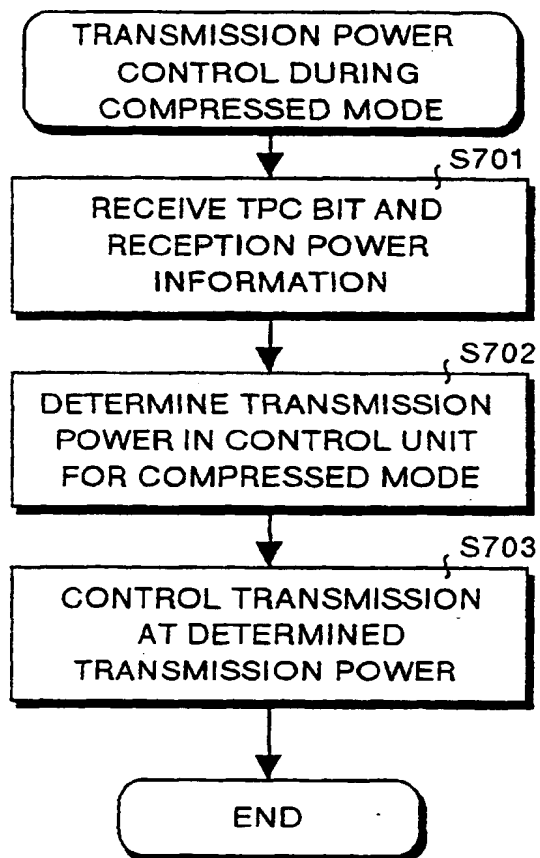 TRANSMISSION POWER
CONTROL DURING
COMPRESSED MODE
S701
RECEIVE TPC BIT AND
RECEPTION POWER
INFORMATION
S702
DETERMINE TRANSMISSION
POWER IN CONTROL UNIT
FOR COMPRESSED MODE
S703
CONTROL TRANSMISSION
AT DETERMINED
TRANSMISSION POWER
END